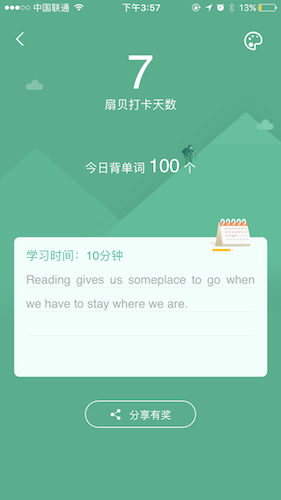 中国联通 下午3:57 13%
7
扇贝打卡天数
今日背单词 100 个
学习时间：10分钟
Reading gives us someplace to go when
we have to stay where we are.
分享有奖